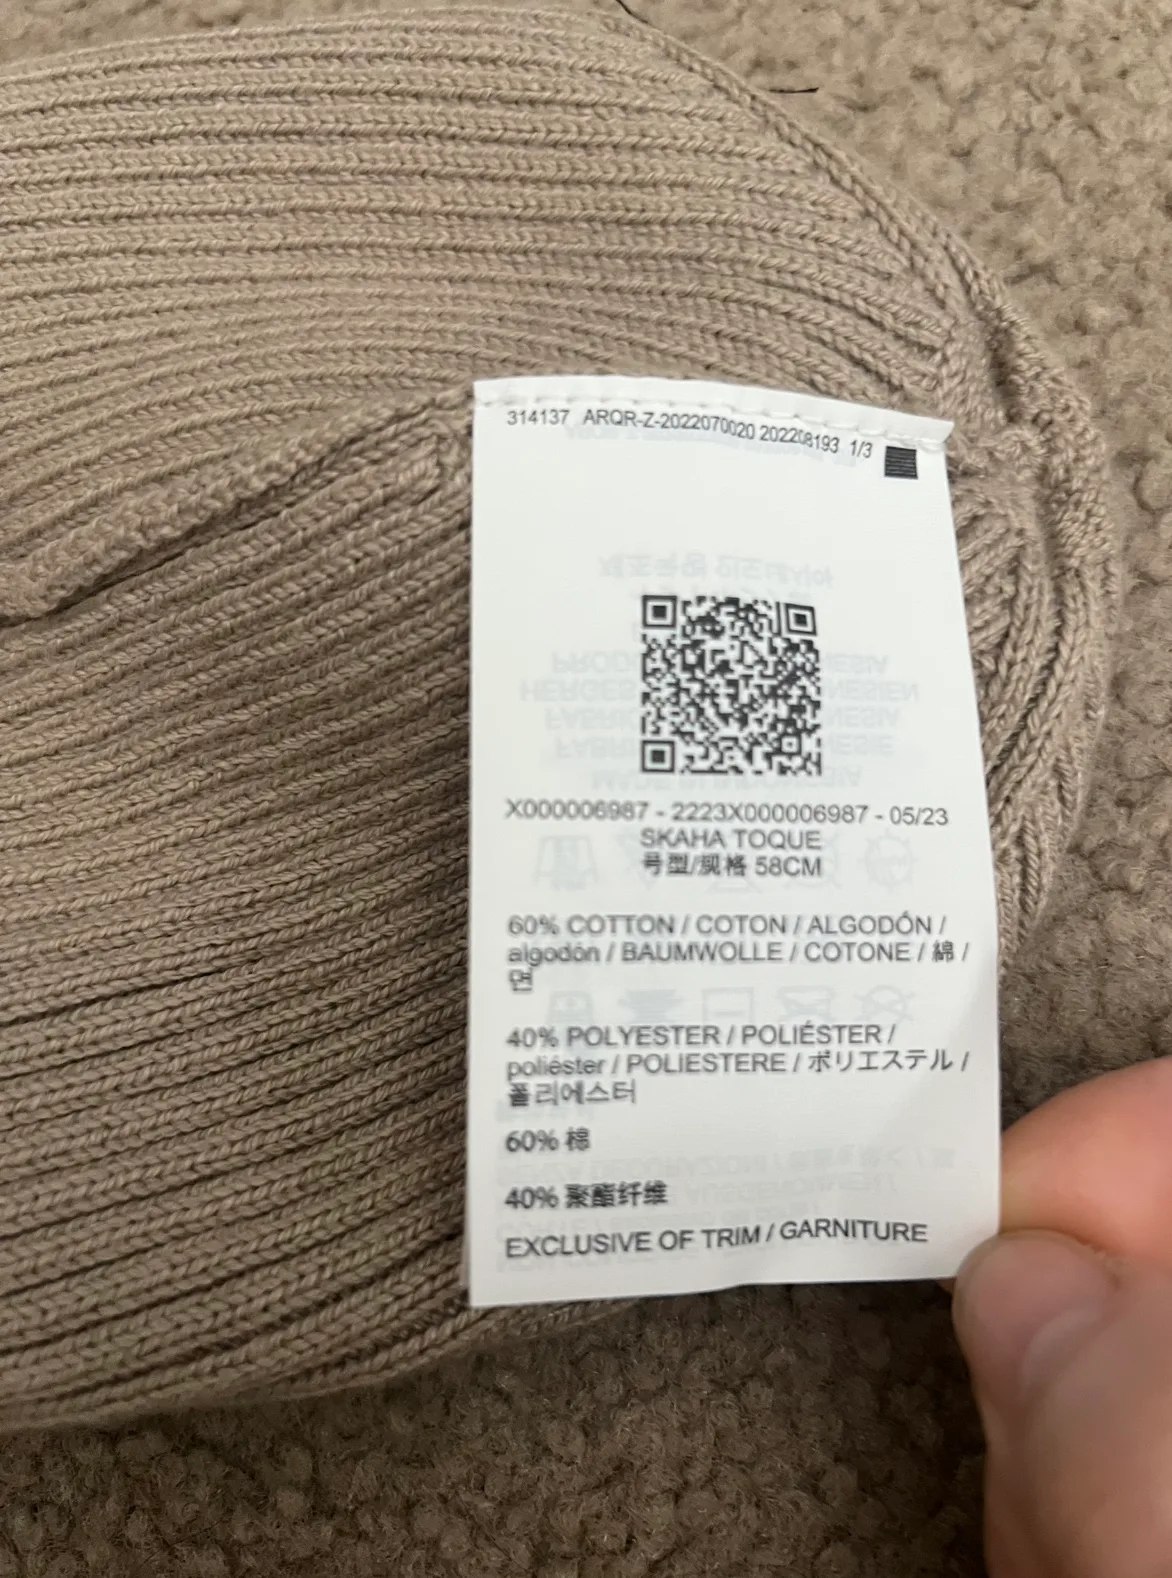 314137 ARQR-Z-2022070020 202208193 1/3
X000006987 - 2223X000006987 - 05/23
SKAHA TOQUE
号型/规格 58CM
60% COTTON / COTON / ALGODÓN /
algodón / BAUMWOLLE / COTONE / 綿 /
면
40% POLYESTER / POLIÉSTER /
poliéster / POLIESTERE / ポリエステル /
폴리에스터
60% 棉
40% 聚酯纤维
EXCLUSIVE OF TRIM / GARNITURE